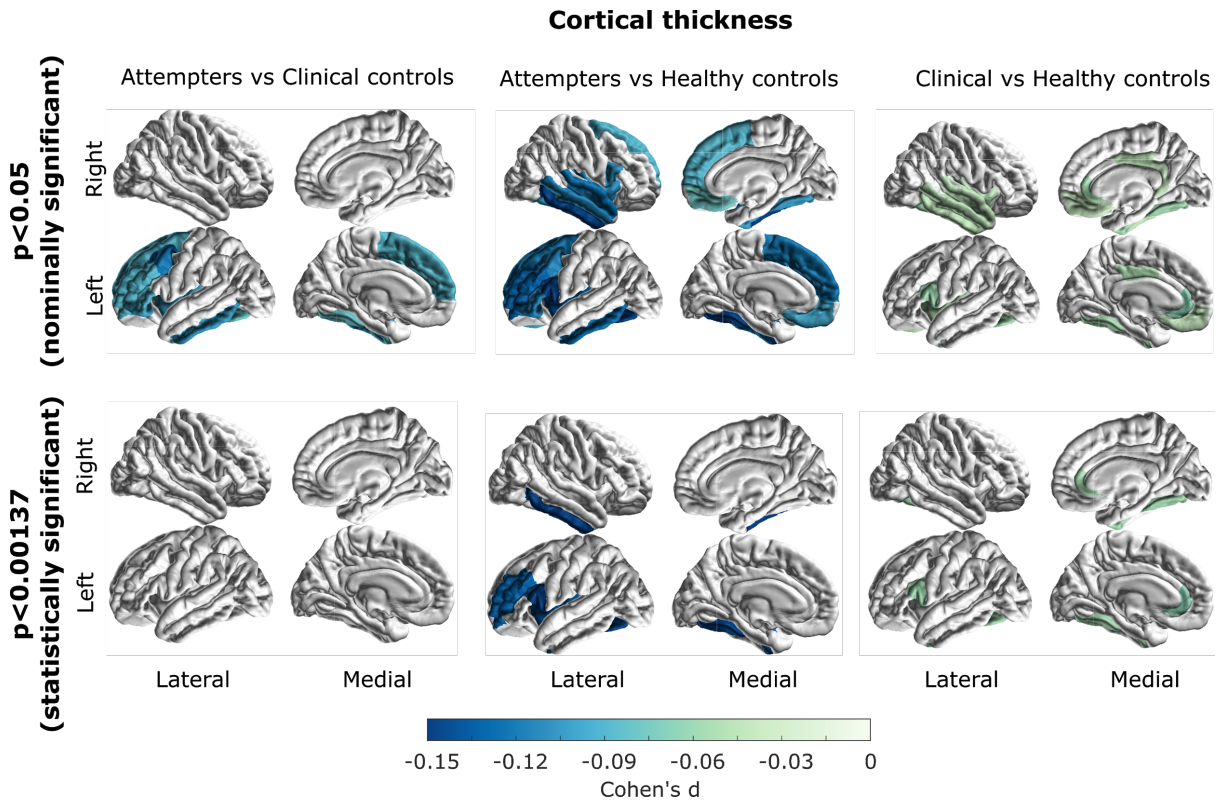 Cortical thickness
Attempters vs Clinical controls
Attempters vs Healthy controls
Clinical vs Healthy controls
p<0.05
(nominally significant)
Right
Left
p<0.00137
(statistically significant)
Right
Left
Lateral
Medial
Lateral
Medial
Lateral
Medial
-0.15
-0.12
-0.09
-0.06
-0.03
0
Cohen's d